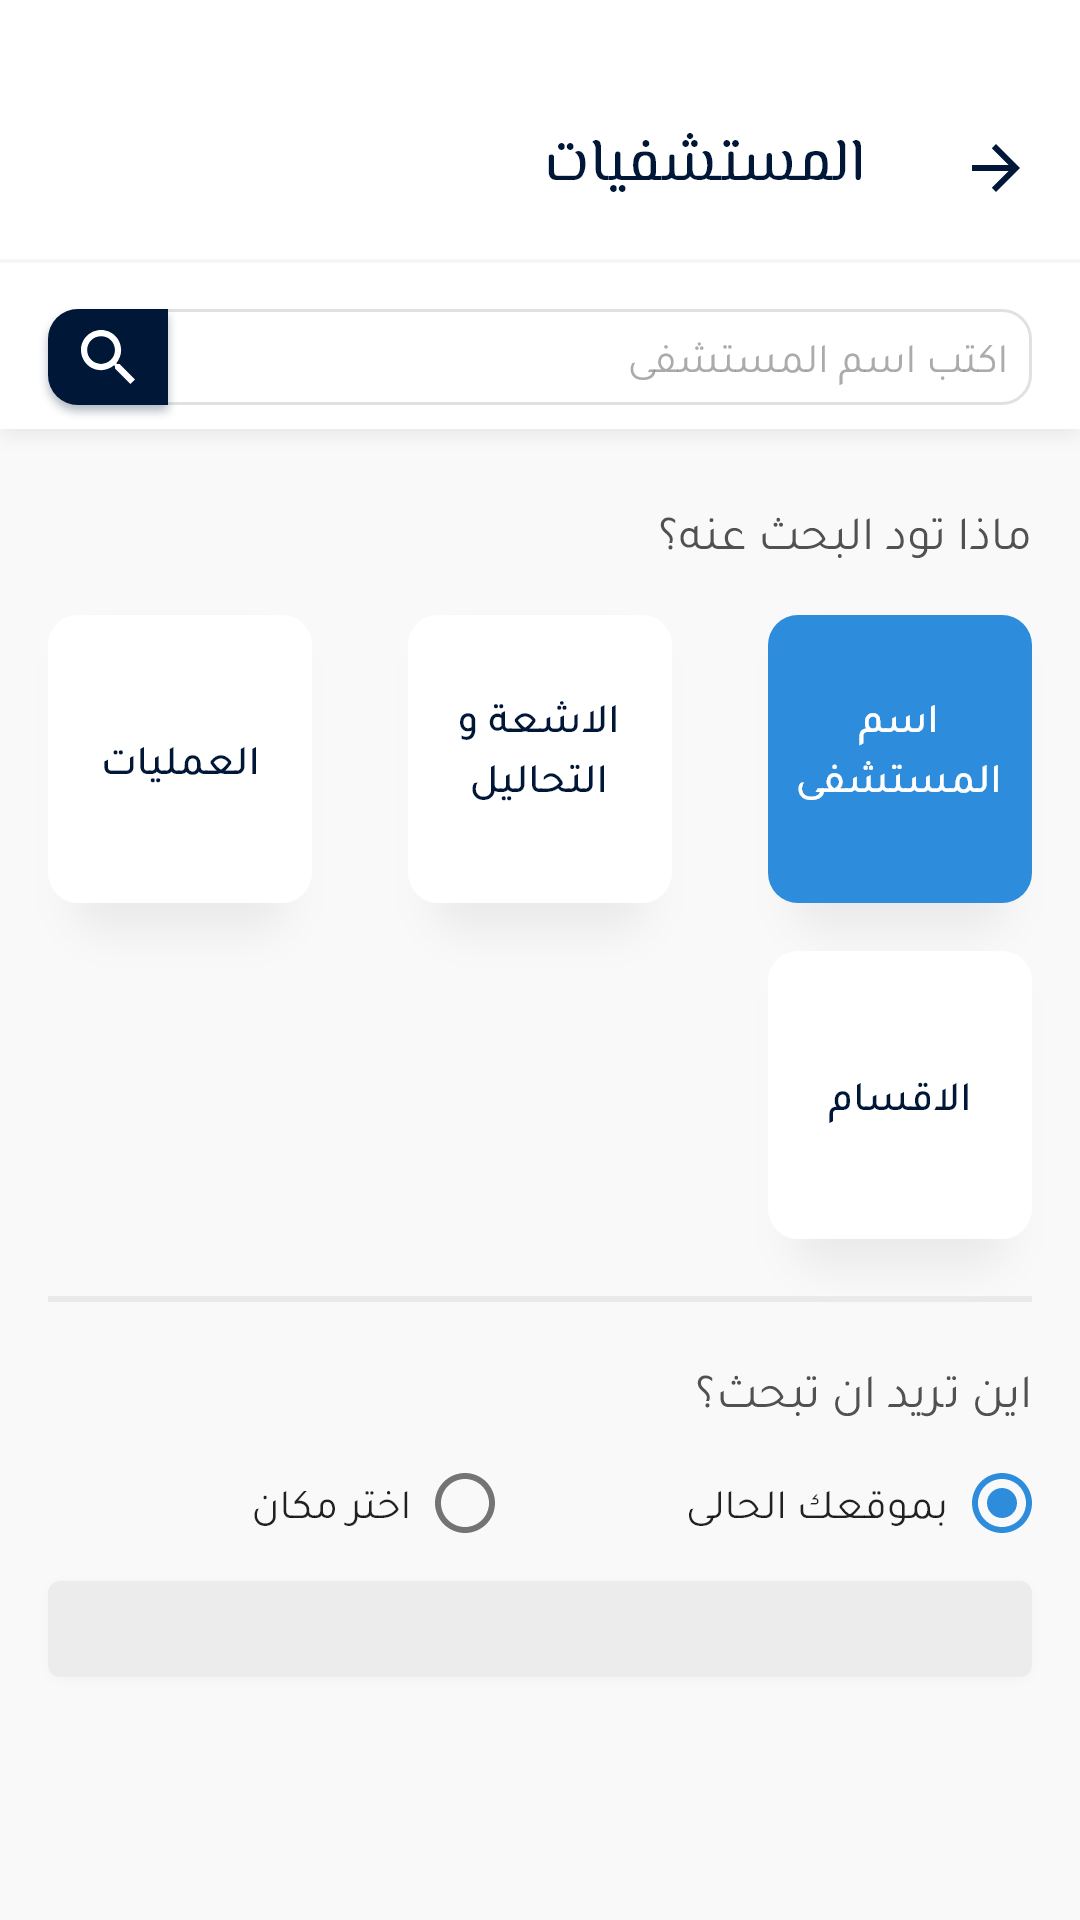 المستشفيات
اكتب اسم المستشفى
ماذا تود البحث عنه؟
اسم
المستشفى
الاشعة و
التحاليل
العمليات
الاقسام
اين تريد ان تبحث؟
بموقعك الحالى
اختر مكان